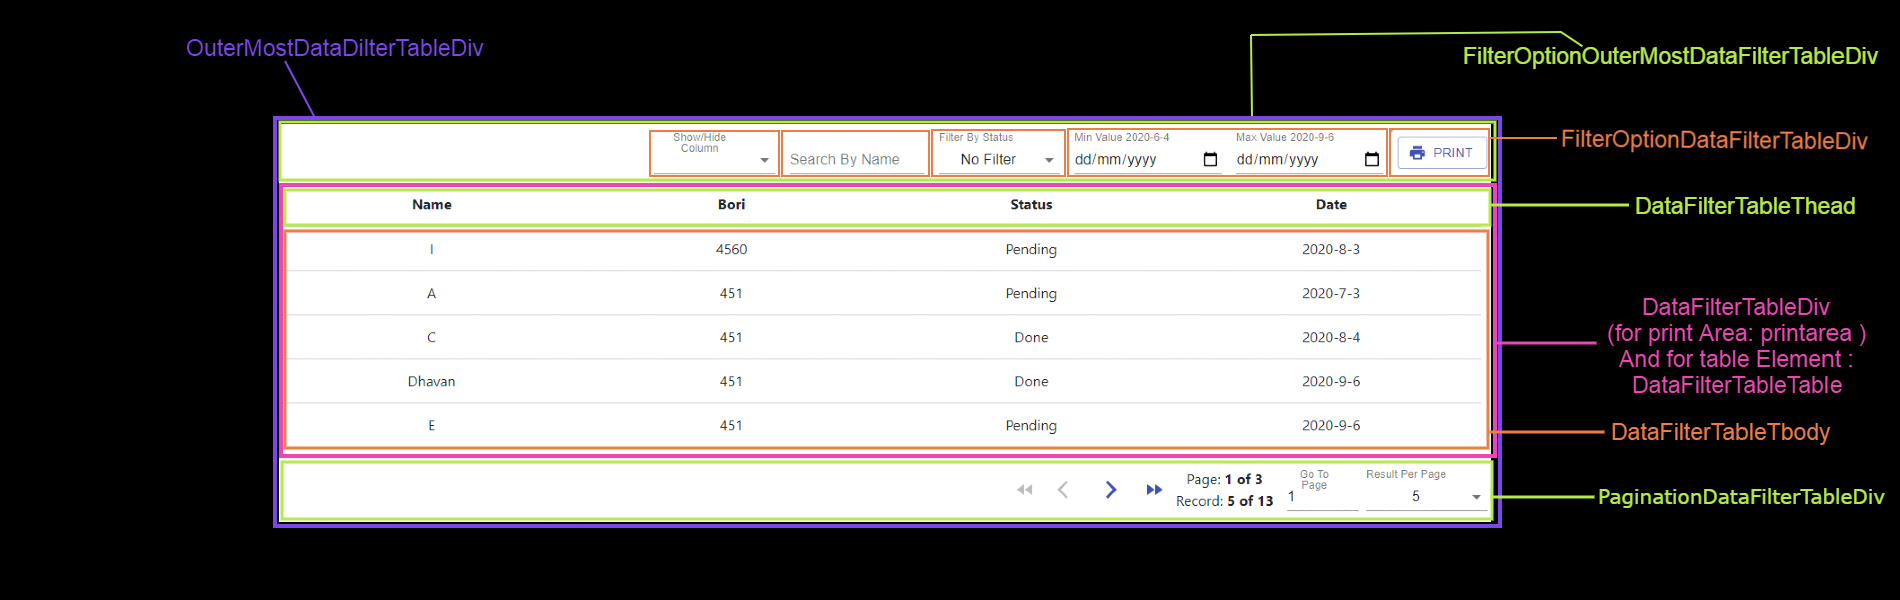 OuterMostDataDilterTableDiv
FilterOptionOuterMostDataFilterTableDiv
Show/Hide
Column
Search By Name
Filter By Status
No Filter
Min Value 2020-6-4
dd/mm/yyyy
Max Value 2020-9-6
dd/mm/yyyy
PRINT
FilterOptionDataFilterTableDiv
Name Bori Status Date
DataFilterTableThead
I 4560 Pending 2020-8-3
A 451 Pending 2020-7-3
C 451 Done 2020-8-4
Dhavan 451 Done 2020-9-6
E 451 Pending 2020-9-6
DataFilterTableDiv
(for print Area: printarea )
And for table Element :
DataFilterTableTable
DataFilterTableTbody
Page: 1 of 3
Record: 5 of 13
Go To
Page
1
Result Per Page
5
PaginationDataFilterTableDiv